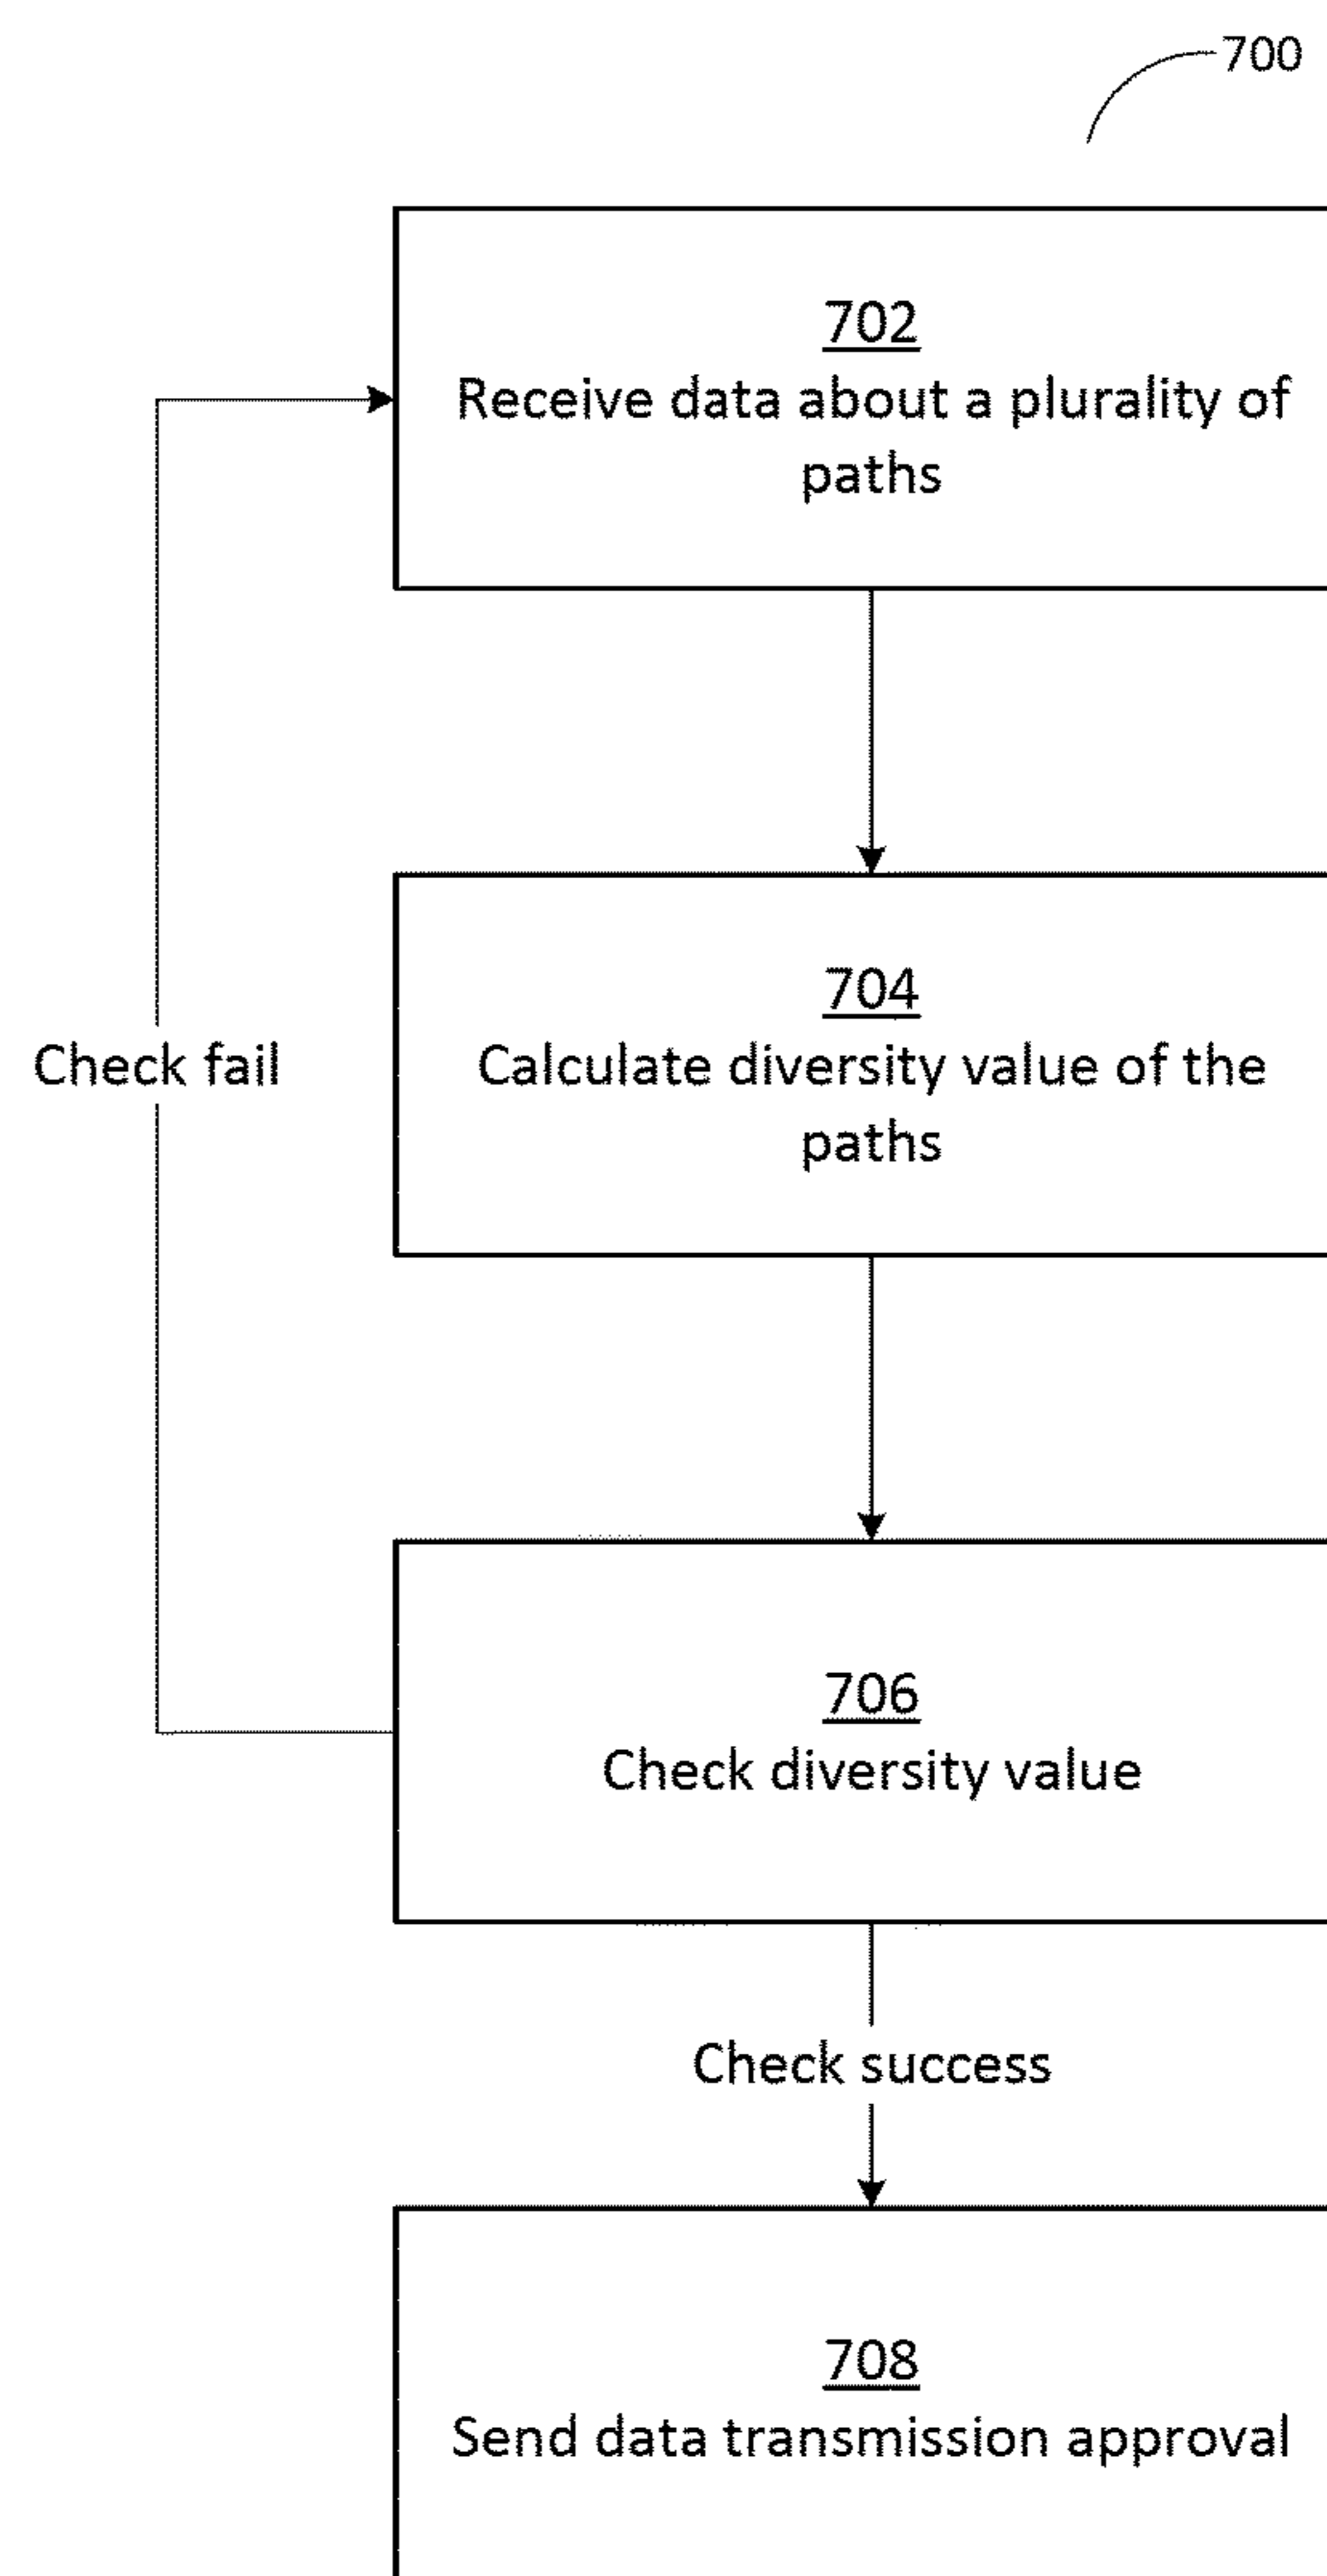 700
702
Receive data about a plurality of
paths
704
Calculate diversity value of the
paths
Check fail
706
Check diversity value
Check success
708
Send data transmission approval